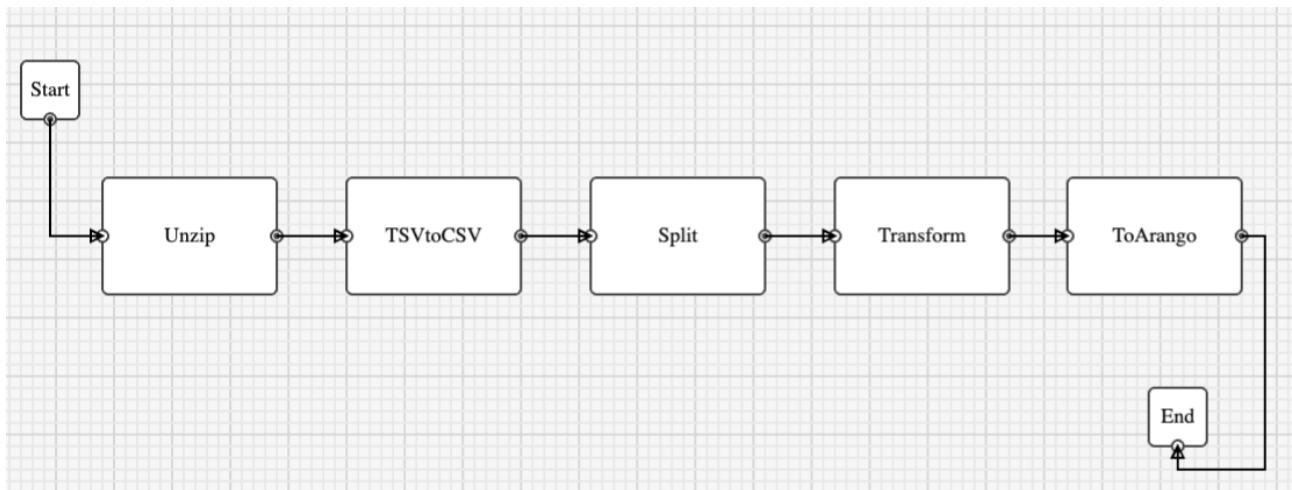 Start
Unzip
TSVtoCSV
Split
Transform
ToArango
End